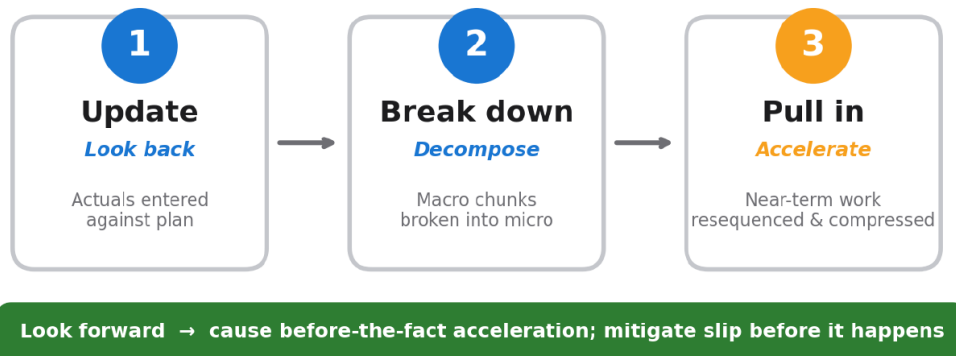 1
Update
Look back
Actuals entered
against plan
2
Break down
Decompose
Macro chunks
broken into micro
3
Pull in
Accelerate
Near-term work
resequenced & compressed
Look forward → cause before-the-fact acceleration; mitigate slip before it happens